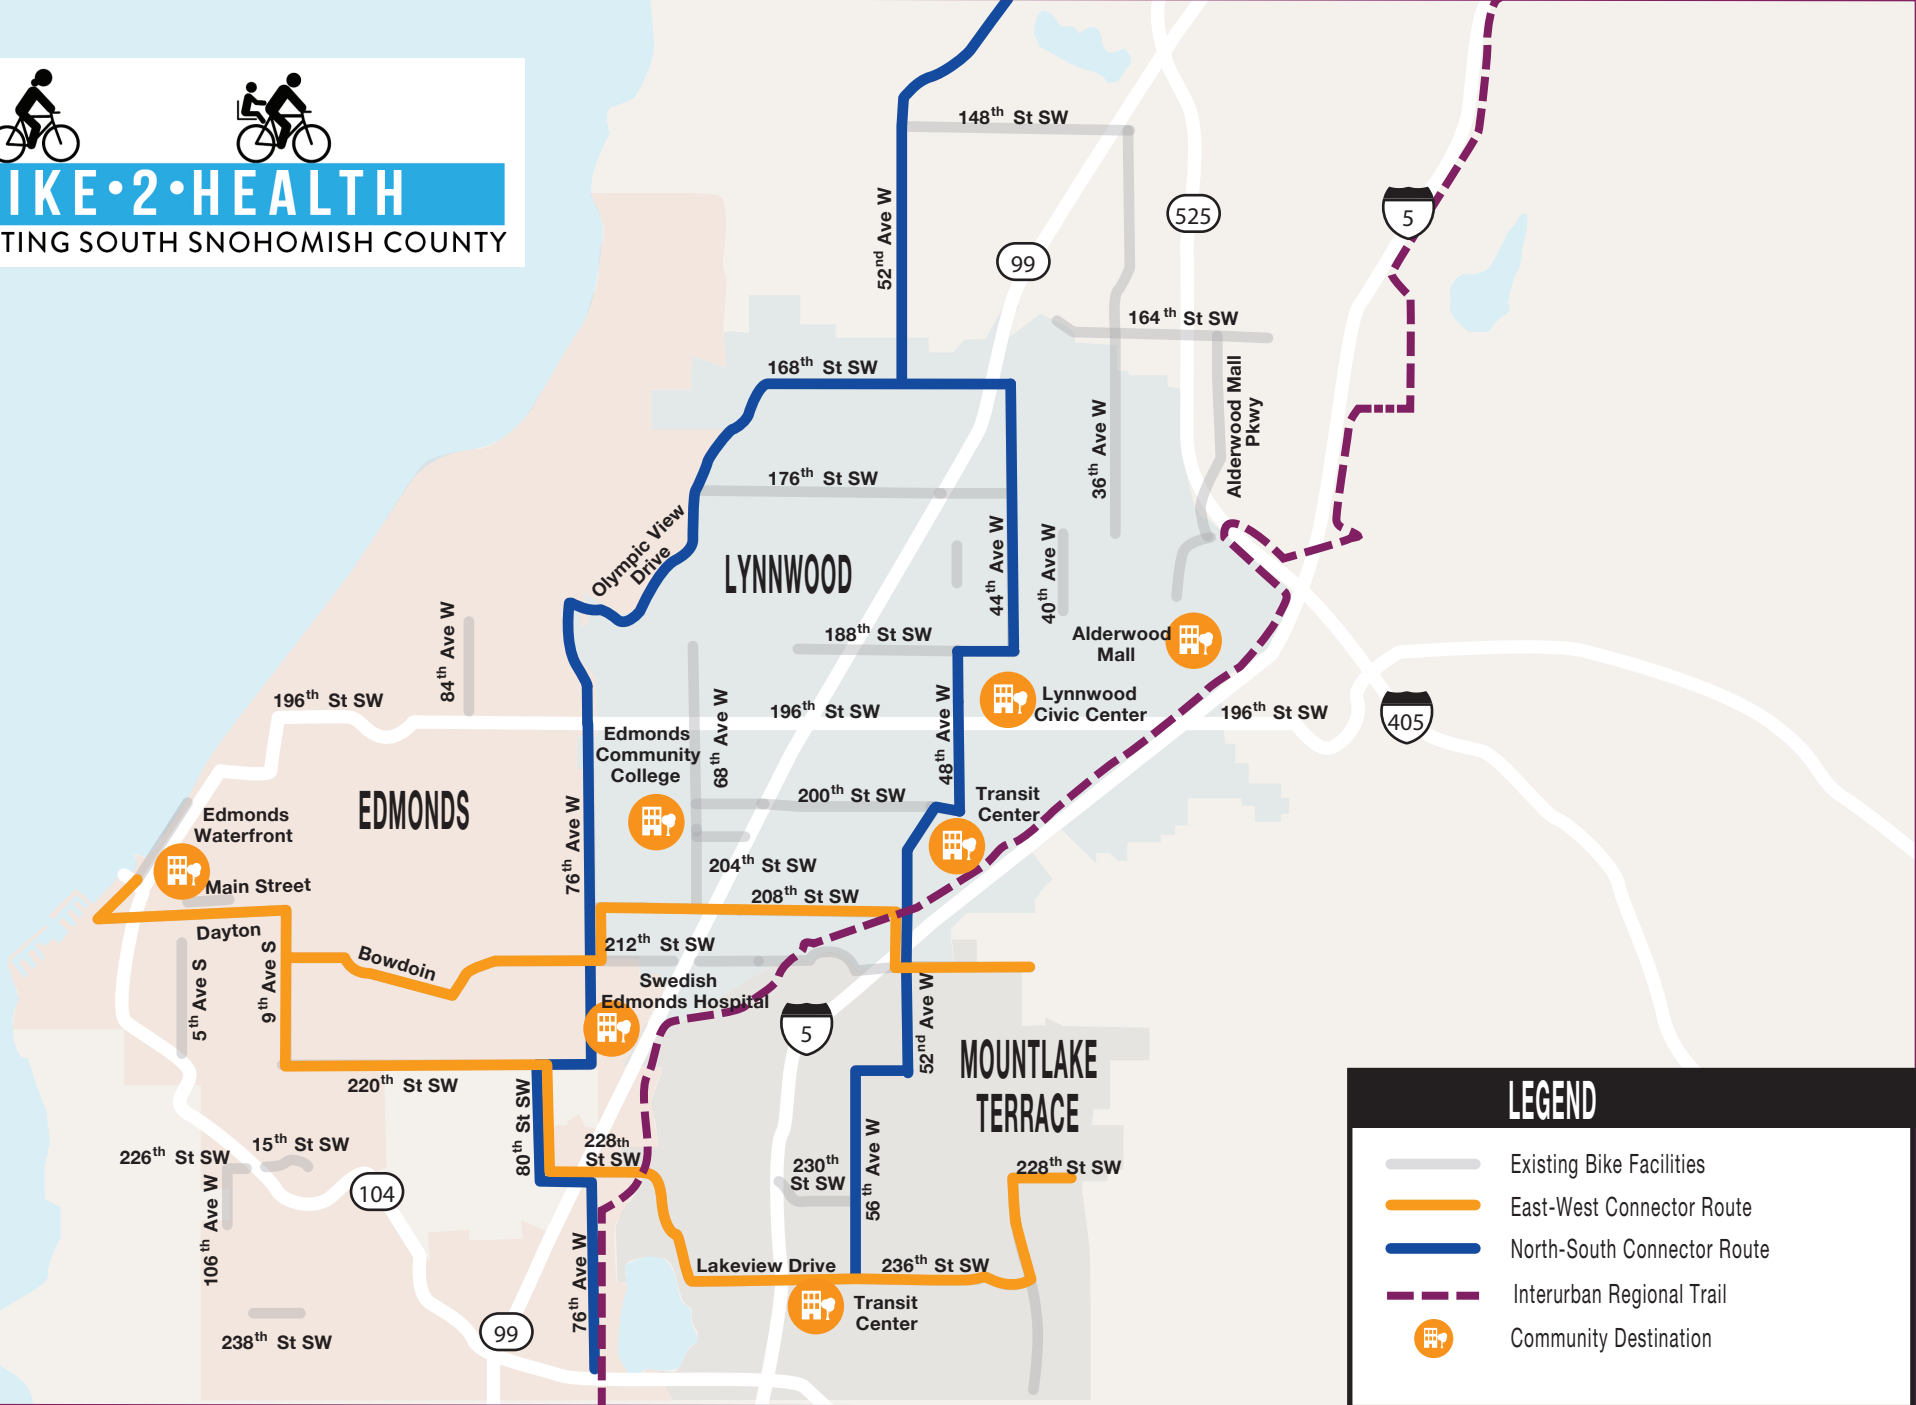 IKE•2•HEALTH
TING SOUTH SNOHOMISH COUNTY
148th St SW
52nd Ave W
525
5
99
164th St SW
168th St SW
Alderwood Mall
Pkwy
36th Ave W
176th St SW
Olympic View
Drive
LYNNWOOD
44th Ave W
40th Ave W
84th Ave W
188th St SW
Alderwood
Mall
196th St SW
68th Ave W
196th St SW
48th Ave W
Lynnwood
Civic Center
196th St SW
405
Edmonds
Community
College
EDMONDS
76th Ave W
200th St SW
Transit
Center
Edmonds
Waterfront
204th St SW
Main Street
208th St SW
Dayton
212th St SW
Bowdoin
5th Ave S
9th Ave S
Swedish
Edmonds Hospital
5
52nd Ave W
MOUNTLAKE
TERRACE
220th St SW
80th St SW
15th St SW
226th St SW
228th
St SW
230th
St SW
56th Ave W
228th St SW
104
106th Ave W
76th Ave W
Lakeview Drive
236th St SW
Transit
Center
99
238th St SW
LEGEND
Existing Bike Facilities
East-West Connector Route
North-South Connector Route
Interurban Regional Trail
Community Destination